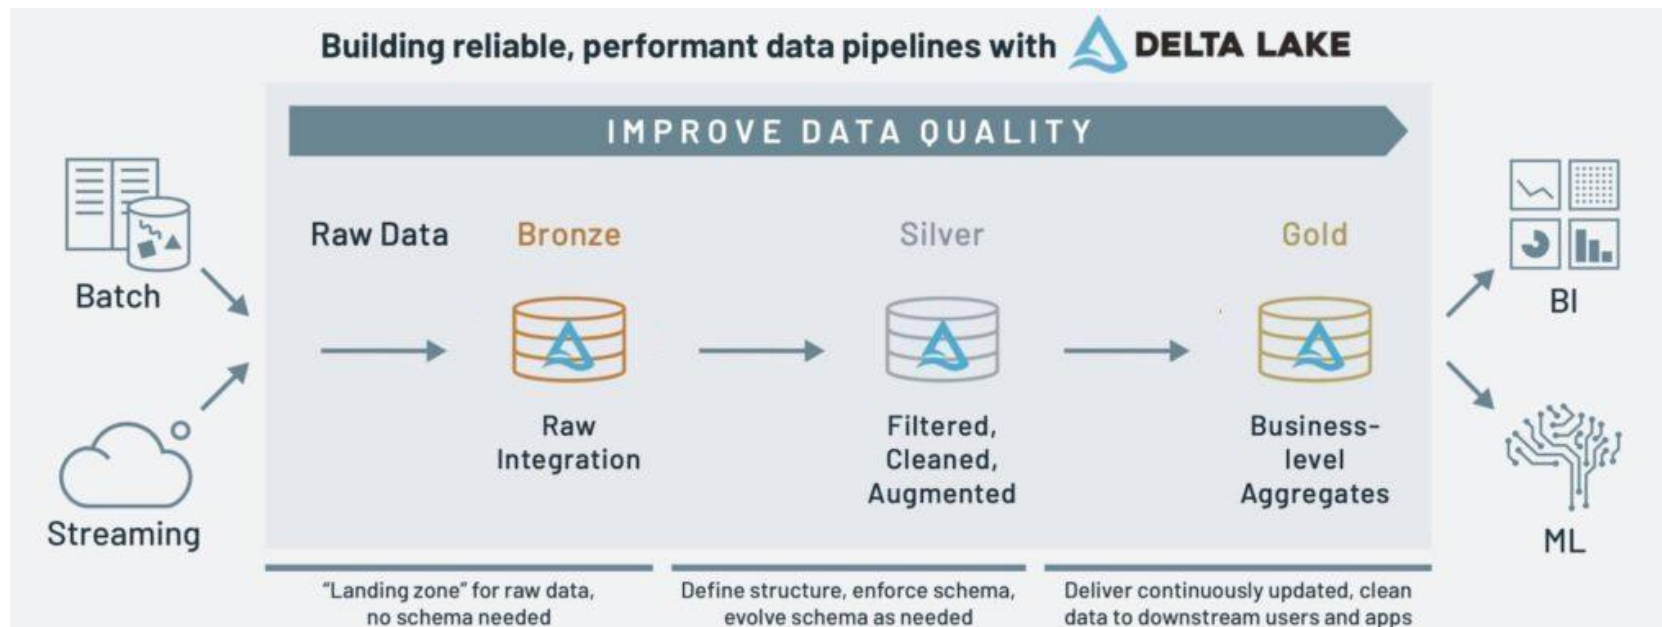 Building reliable, performant data pipelines with DELTA LAKE
IMPROVE DATA QUALITY
Batch
Streaming
Raw Data
Bronze
Raw
Integration
Silver
Filtered,
Cleaned,
Augmented
Gold
Business-
level
Aggregates
BI
ML
“Landing zone” for raw data,
no schema needed
Define structure, enforce schema,
evolve schema as needed
Deliver continuously updated, clean
data to downstream users and apps